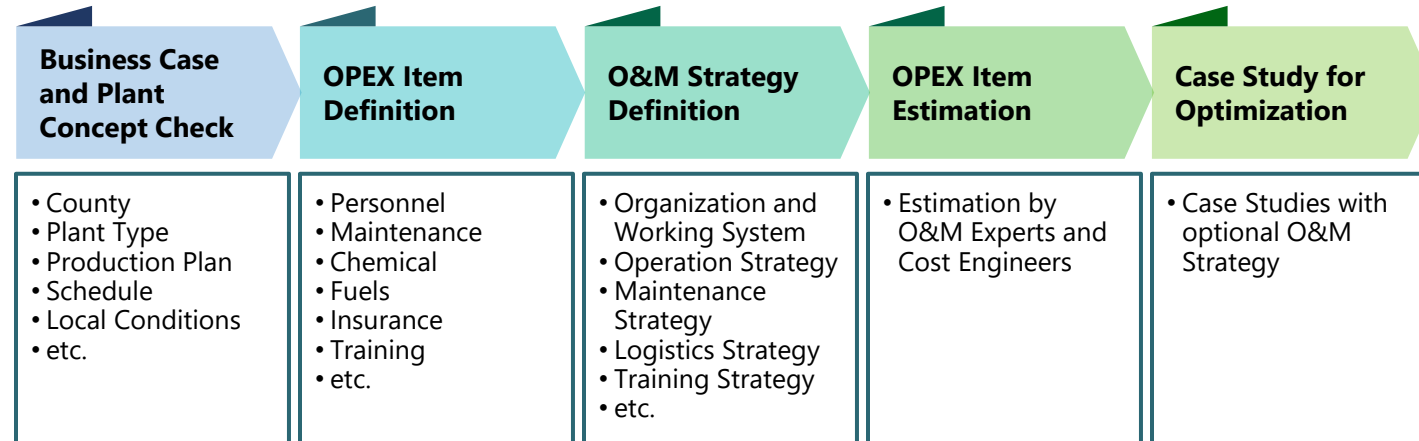 Business Case
and Plant
Concept Check
OPEX Item
Definition
O&M Strategy
Definition
OPEX Item
Estimation
Case Study for
Optimization
• County
• Plant Type
• Production Plan
• Schedule
• Local Conditions
• etc.
• Personnel
• Maintenance
• Chemical
• Fuels
• Insurance
• Training
• etc.
• Organization and
Working System
• Operation Strategy
• Maintenance
Strategy
• Logistics Strategy
• Training Strategy
• etc.
• Estimation by
O&M Experts and
Cost Engineers
• Case Studies with
optional O&M
Strategy